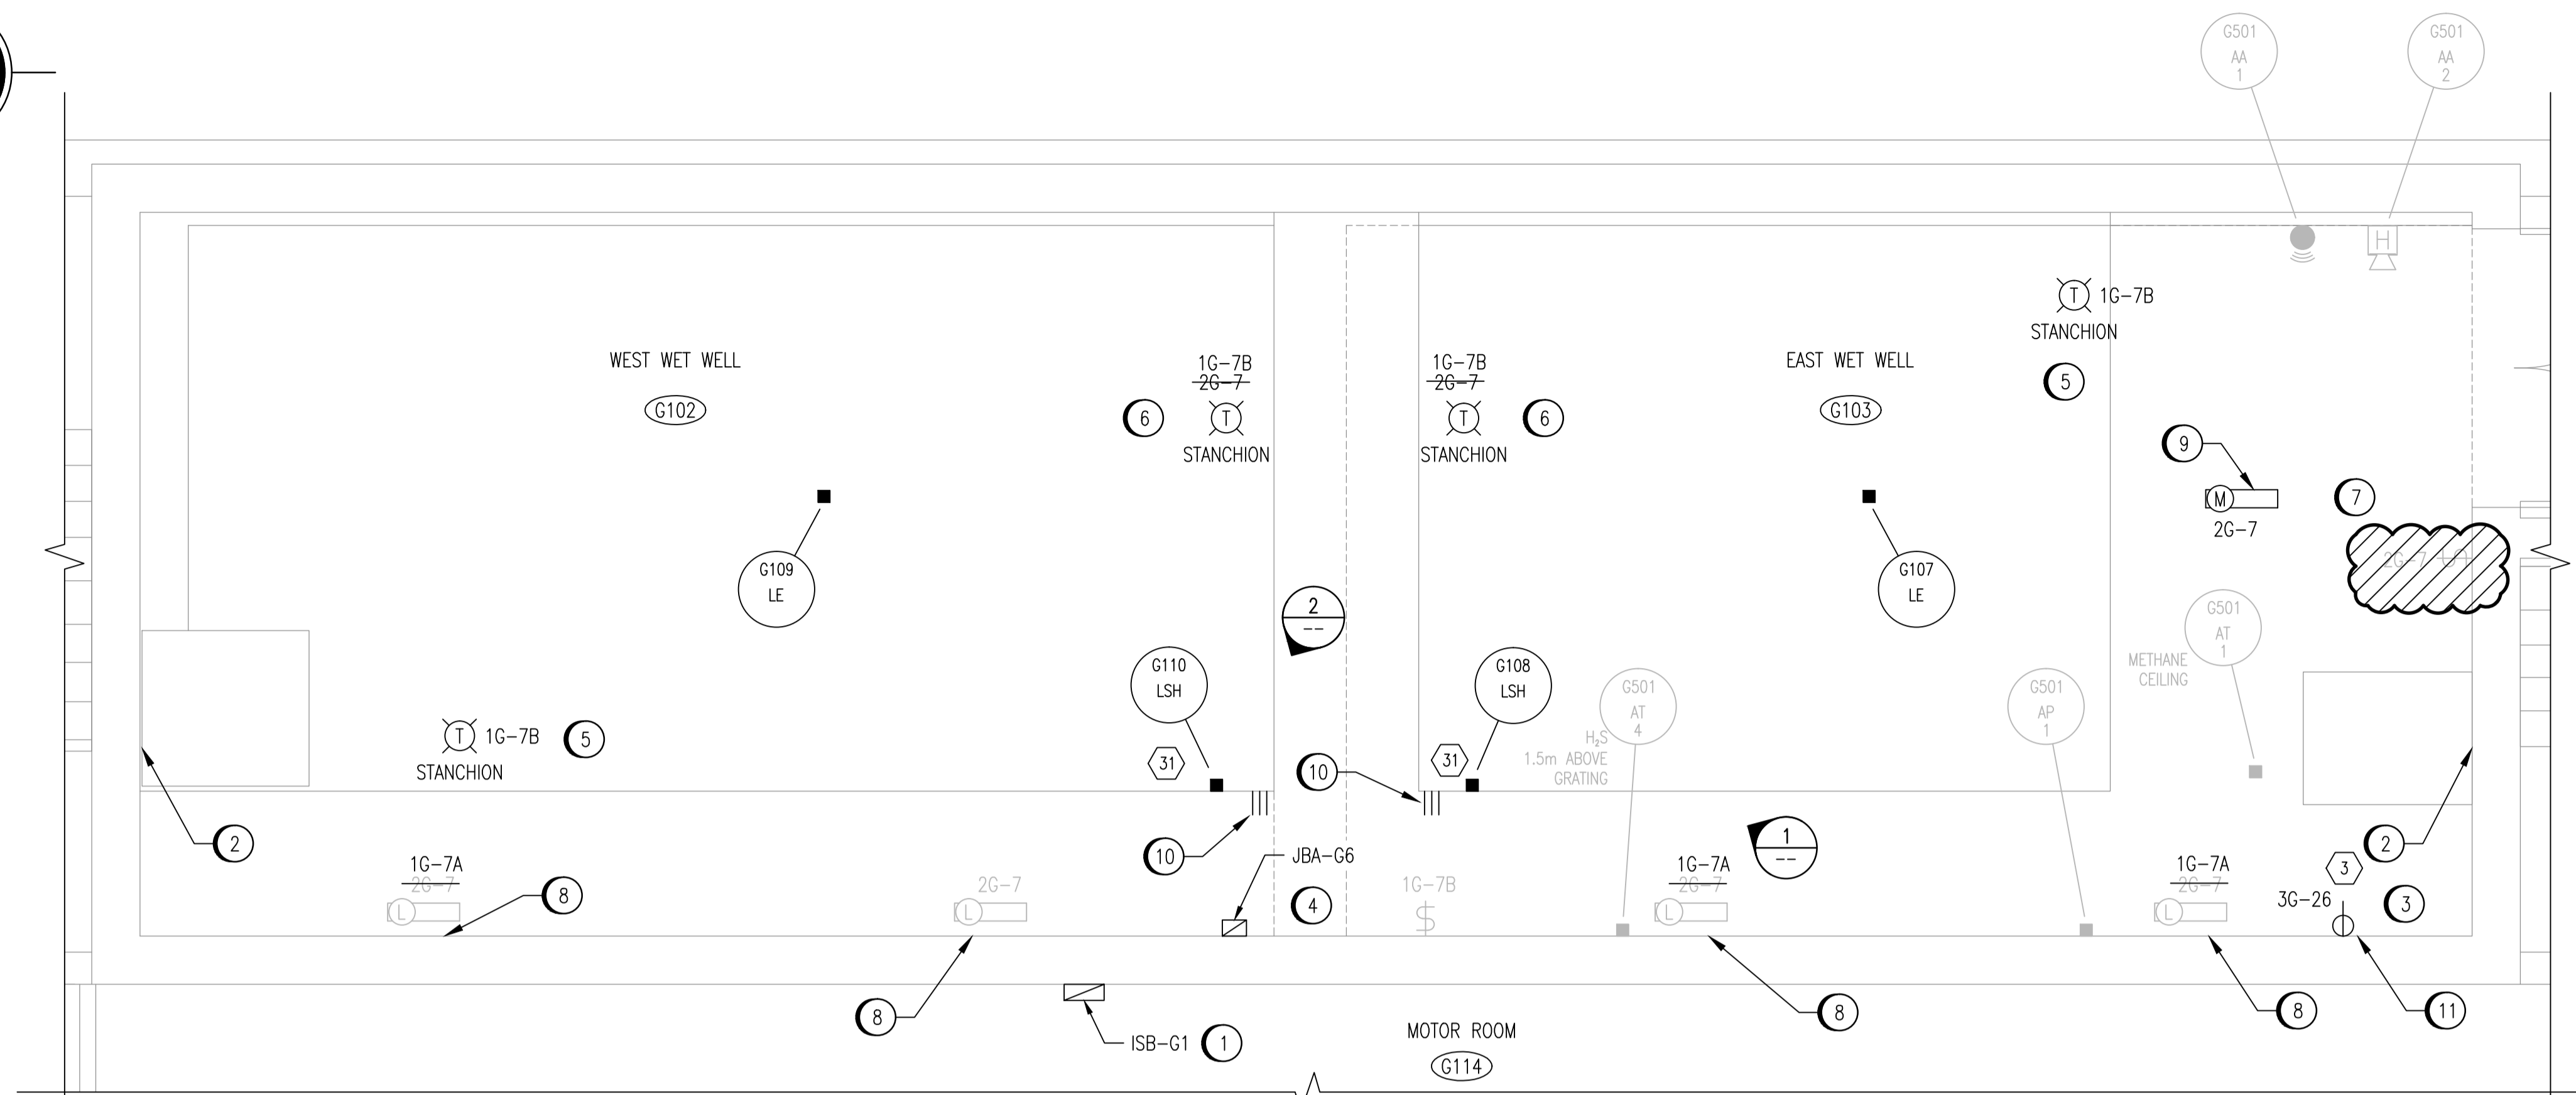 G501
AA
1
G501
AA
2
H
T
1G-7B
STANCHION
5
WEST WET WELL
G102
1G-7B
2G-7
6
T
STANCHION
1G-7B
2G-7
T
6
STANCHION
EAST WET WELL
G103
9
M
2G-7
7
2G-7
G109
LE
G107
LE
2
--
G110
LSH
31
G108
LSH
31
G501
AT
4
H₂S
1.5m ABOVE
GRATING
G501
AP
1
G501
AT
1
METHANE
CEILING
T
1G-7B
5
STANCHION
10
10
2
1G-7A
2G-7
L
8
2G-7
L
JBA-G6
4
1G-7B
$
1G-7A
2G-7
L
1
--
1G-7A
2G-7
L
2
3
3G-26
3
8
ISB-G1
1
8
8
11
MOTOR ROOM
G114